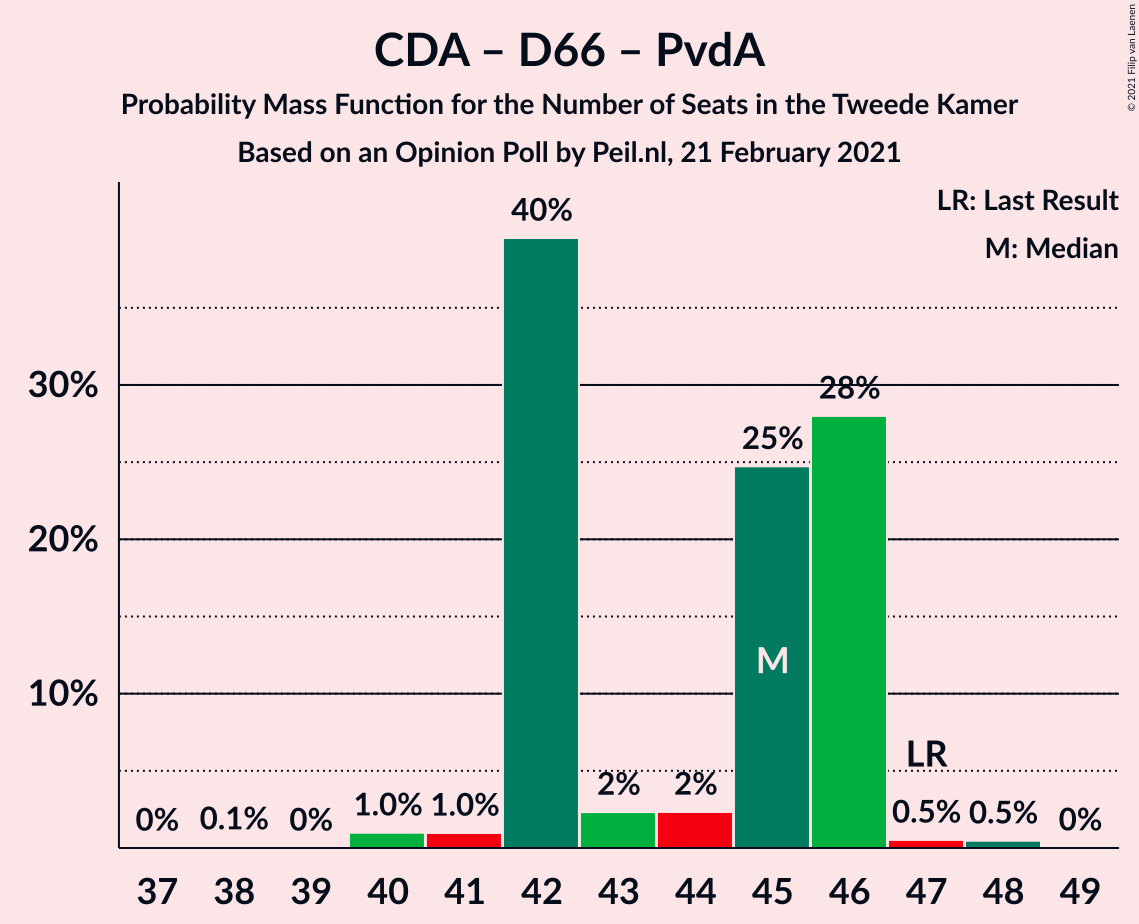 © 2021 Filip van Laenen
CDA – D66 – PvdA
Probability Mass Function for the Number of Seats in the Tweede Kamer
Based on an Opinion Poll by Peil.nl, 21 February 2021
LR: Last Result
M: Median
40%
30%
28%
25%
20%
M
10%
LR
0% 0.1% 0% 1.0% 1.0% 2% 2% 0.5% 0.5% 0%
37 38 39 40 41 42 43 44 45 46 47 48 49